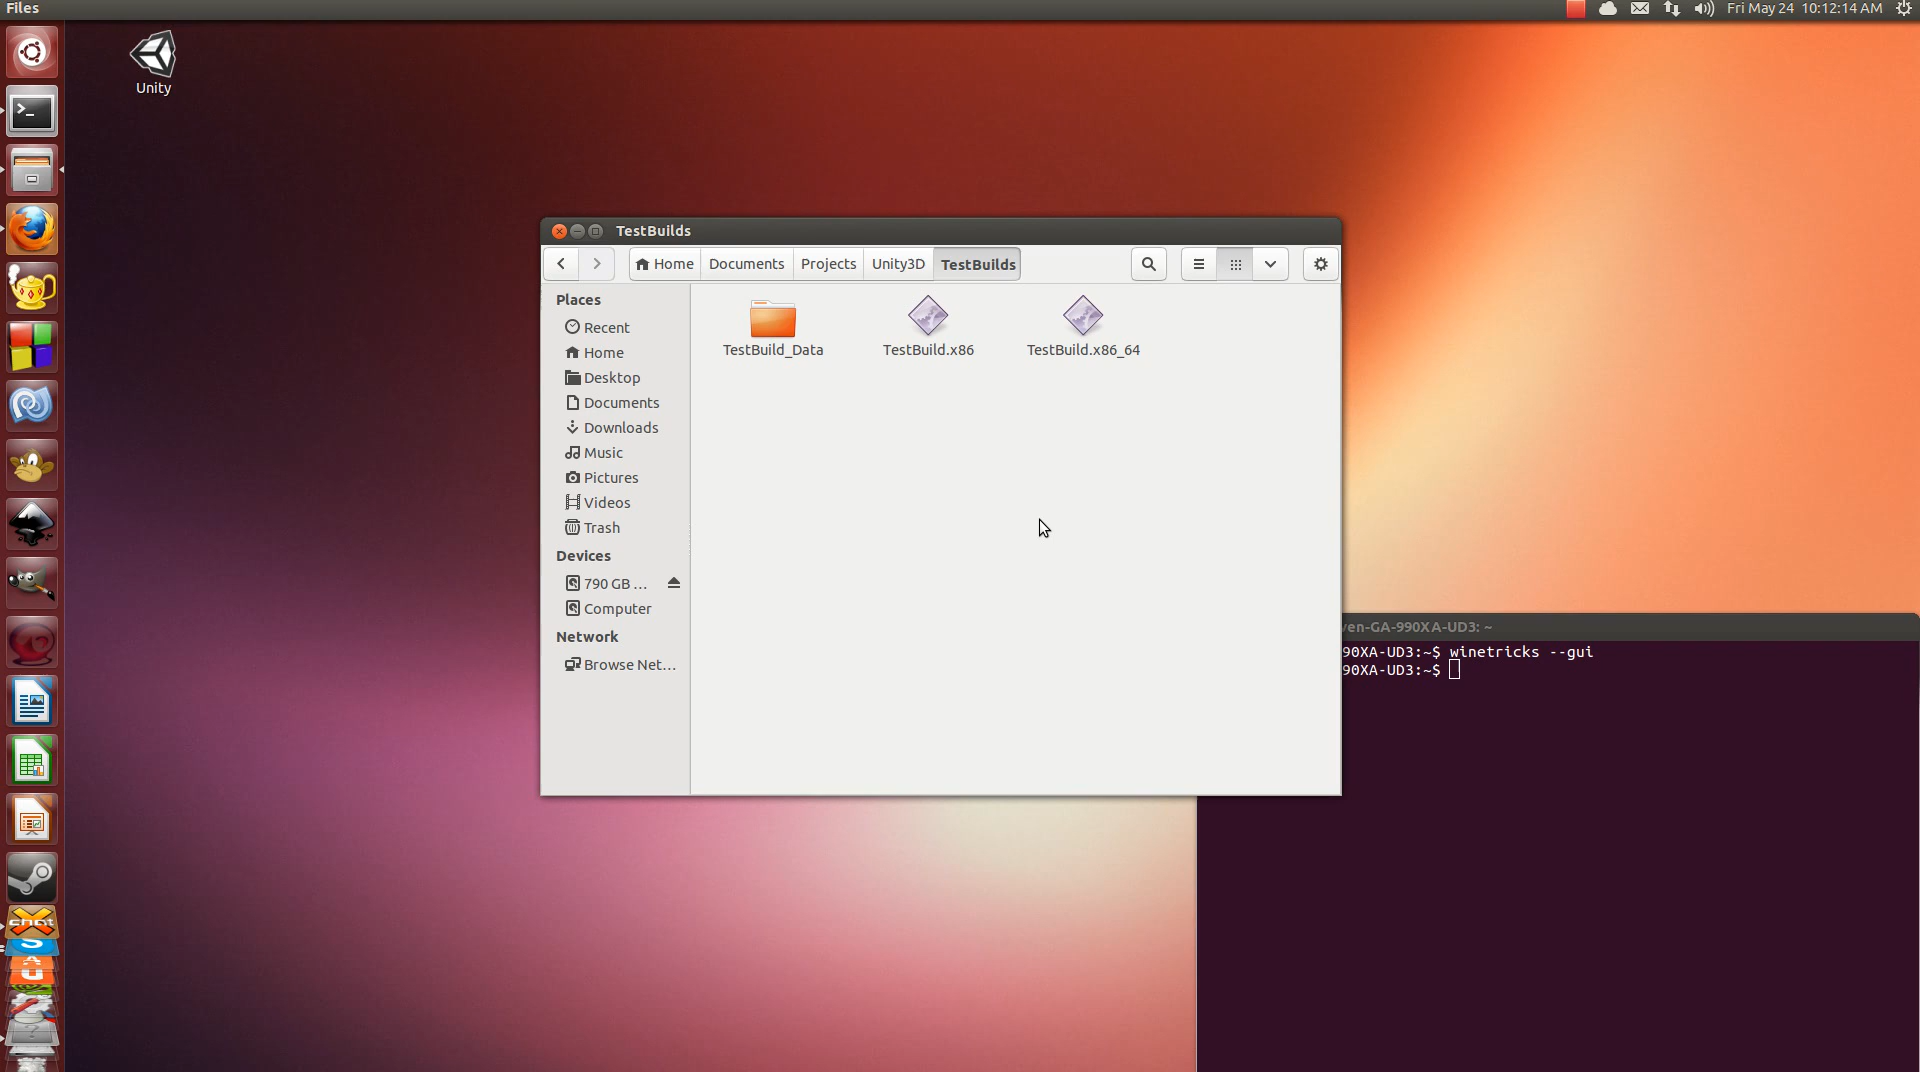 Files
Fri May 24 10:12:14 AM
Unity
TestBuilds
Home
Documents
Projects
Unity3D
TestBuilds
Places
Recent
Home
Desktop
Documents
Downloads
Music
Pictures
Videos
Trash
Devices
790 GB ...
Computer
Network
Browse Net...
TestBuild_Data
TestBuild.x86
TestBuild.x86_64
en-GA-990XA-UD3: ~
90XA-UD3:~$ winetricks --gui
90XA-UD3:~$